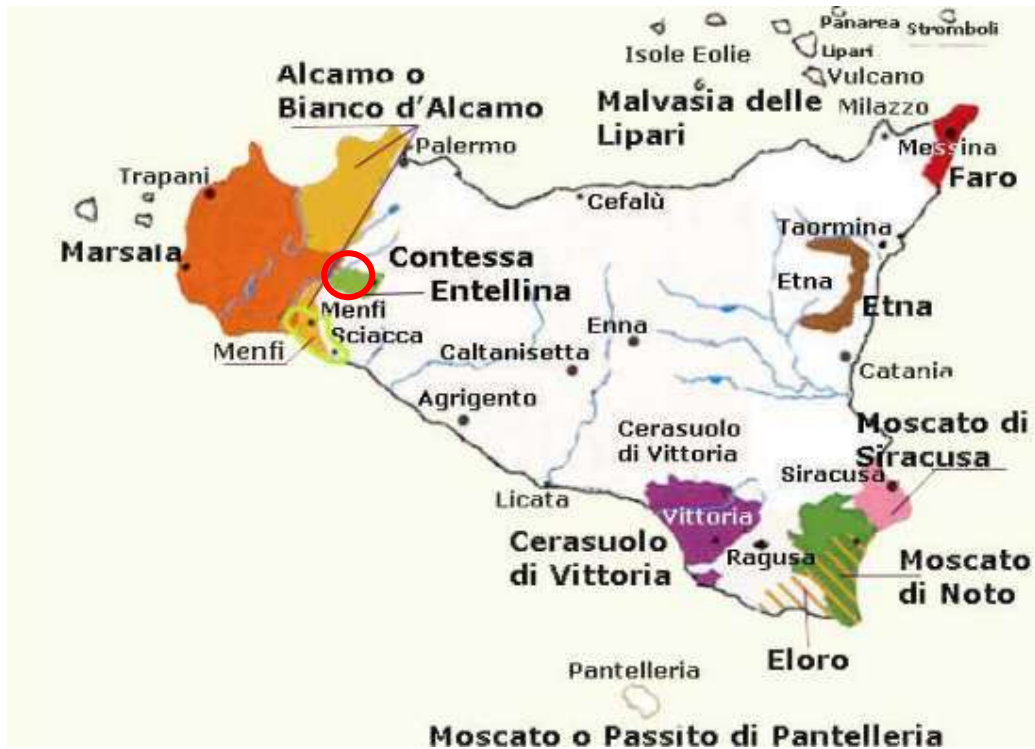 Panarea
Stromboli
Isole Eolie
Lipari
Vulcano
Alcamo o
Bianco d'Alcamo
Malvasia delle
Lipari
Milazzo
Palermo
Messina
Faro
Trapani
Cefalù
Taormina
Marsala
Contessa
Entellina
Etna
Etna
Menfi
Sciacca
Menfi
Enna
Caltanisetta
Catania
Agrigento
Cerasuolo
di Vittoria
Moscato di
Siracusa
Siracusa
Licata
Vittoria
Cerasuolo
di Vittoria
Ragusa
Moscato
di Noto
Eloro
Pantelleria
Moscato o Passito di Pantelleria